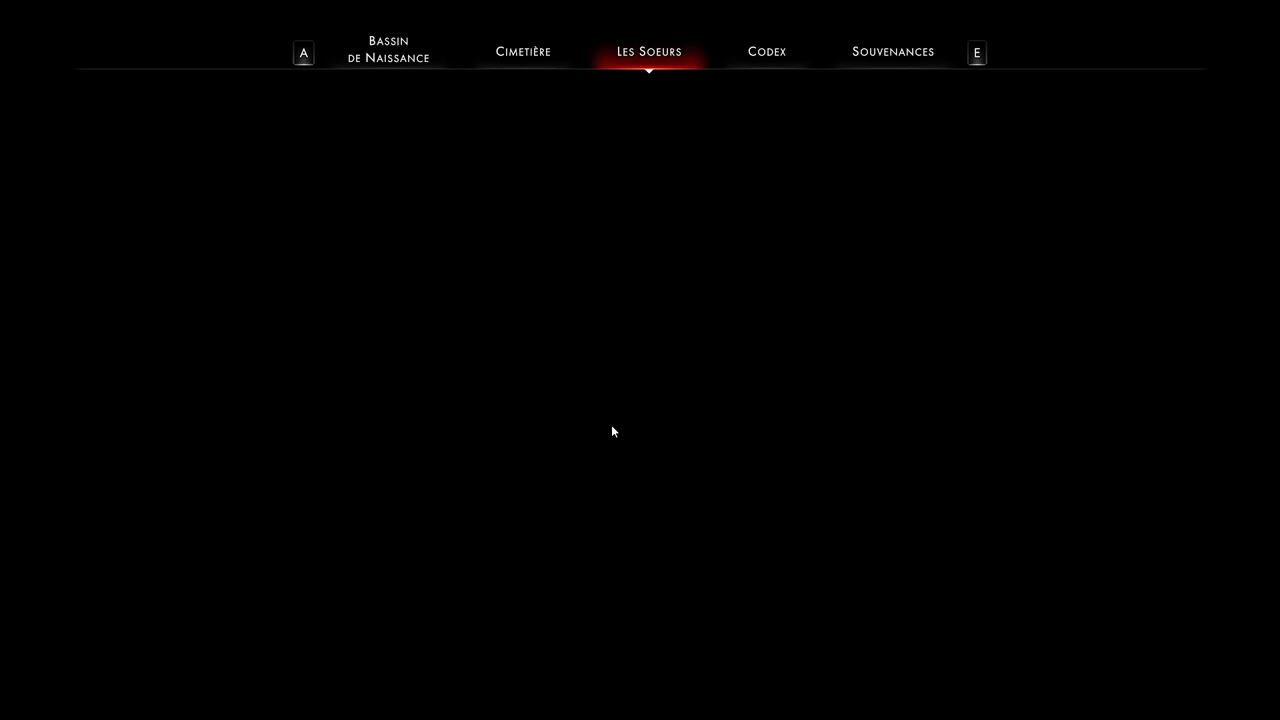 A
Bassin
de Naissance
Cimetière
Les Soeurs
Codex
Souvenances
E